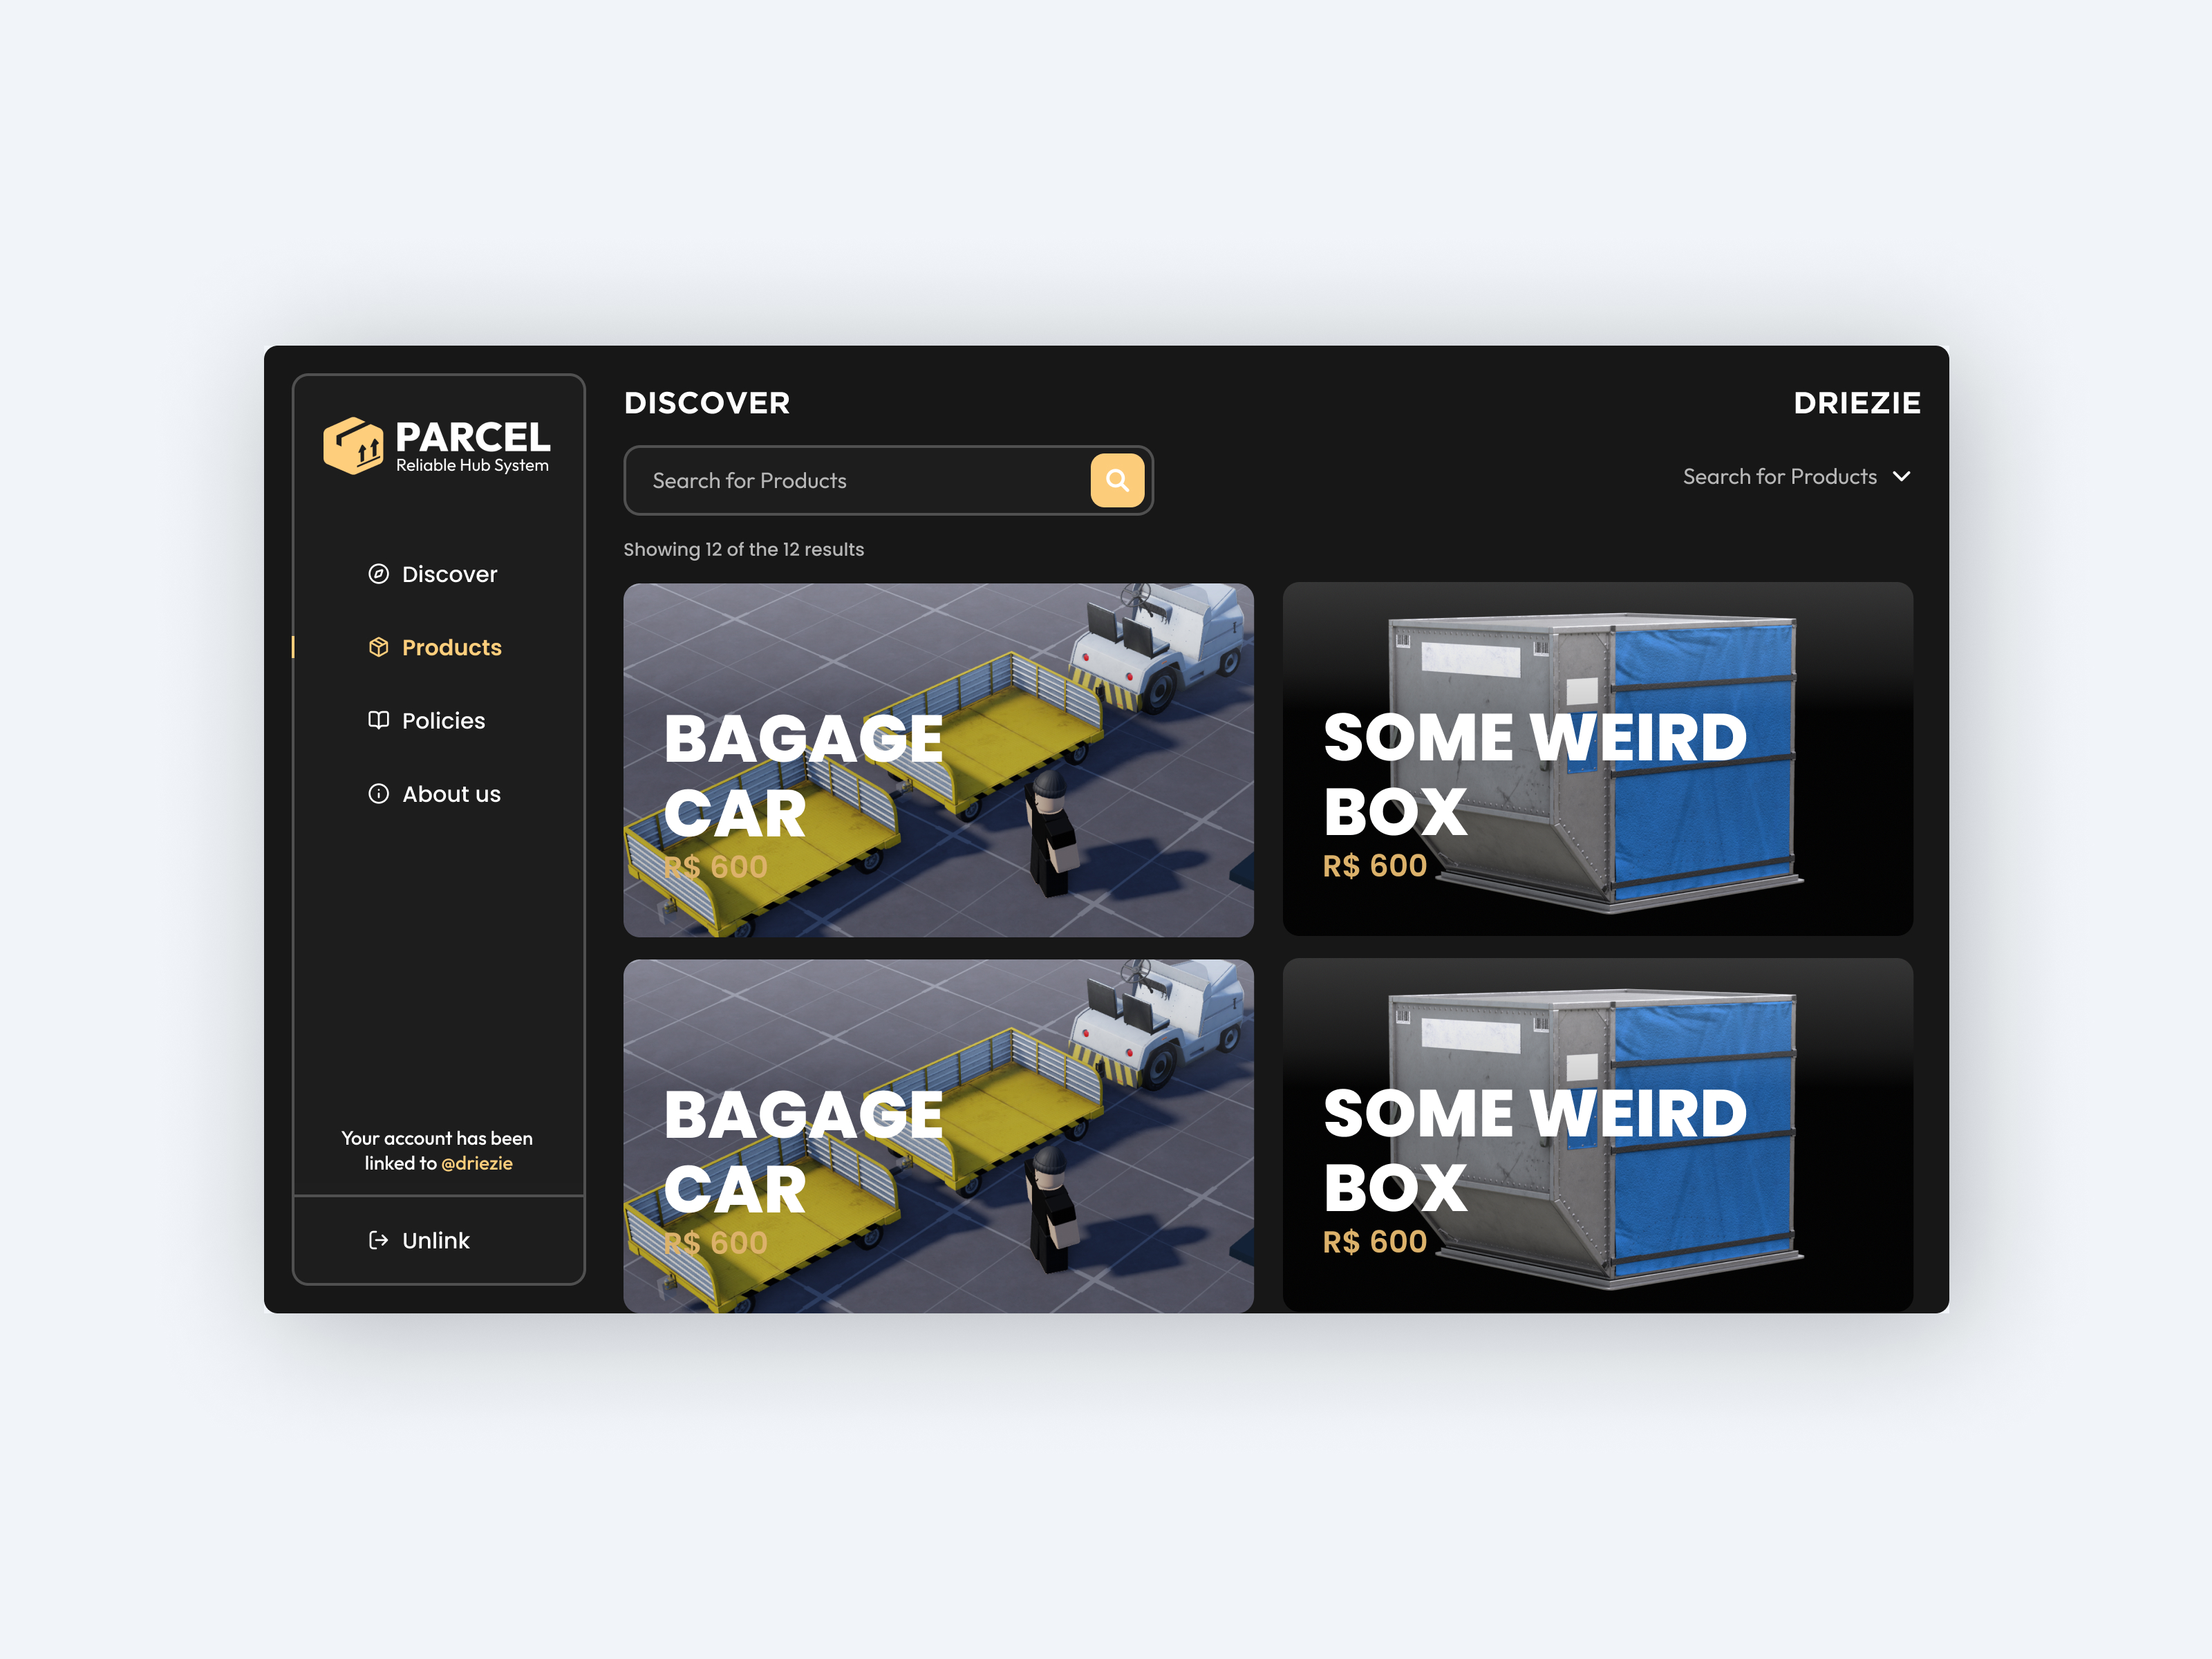 PARCEL
Reliable Hub System
Discover
Products
Policies
About us
Your account has been
linked to @driezie
Unlink
DISCOVER
DRIEZIE
Search for Products
Search for Products
Showing 12 of the 12 results
BAGAGE
CAR
R$ 600
SOME WEIRD
BOX
R$ 600
BAGAGE
CAR
R$ 600
SOME WEIRD
BOX
R$ 600